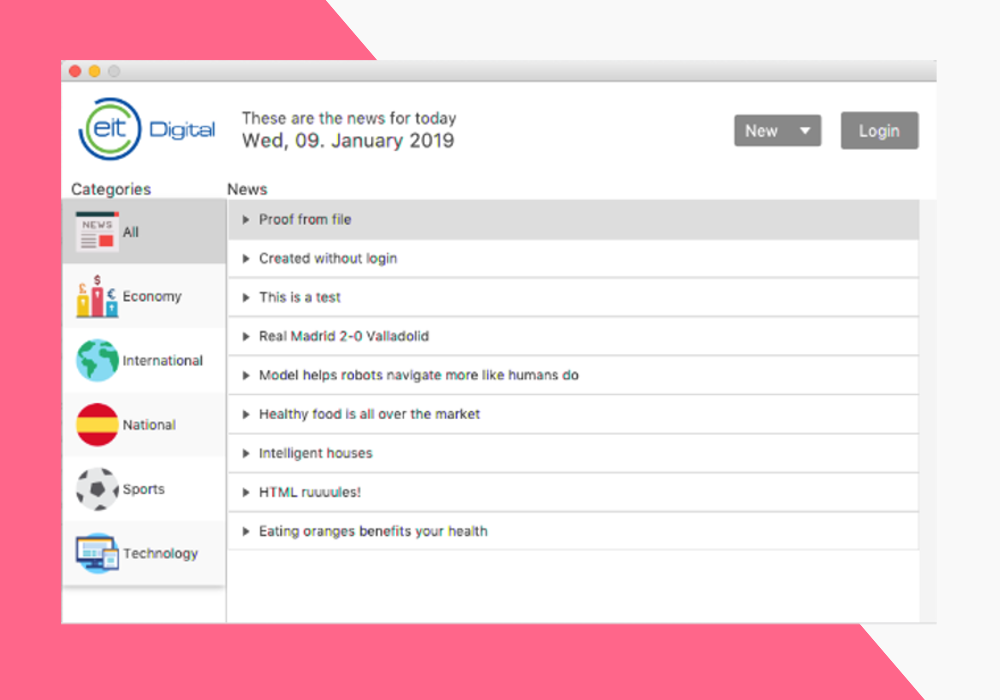 eit Digital
These are the news for today
Wed, 09. January 2019
New
Login
Categories
News
NEWS
All
Economy
International
National
Sports
Technology
Proof from file
Created without login
This is a test
Real Madrid 2-0 Valladolid
Model helps robots navigate more like humans do
Healthy food is all over the market
Intelligent houses
HTML ruuuules!
Eating oranges benefits your health